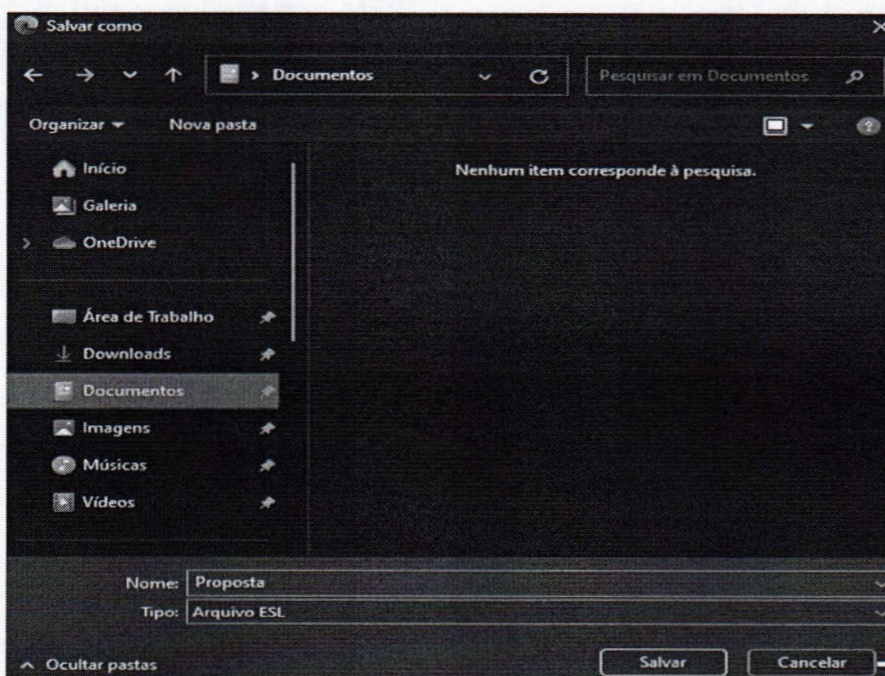 Salvar como
Documentos
Pesquisar em Documentos
Organizar
Nova pasta
Início
Galeria
OneDrive
Nenhum item corresponde à pesquisa.
Área de Trabalho
Downloads
Documentos
Imagens
Músicas
Vídeos
Nome: Proposta
Tipo: Arquivo ESL
Ocultar pastas
Salvar
Cancelar